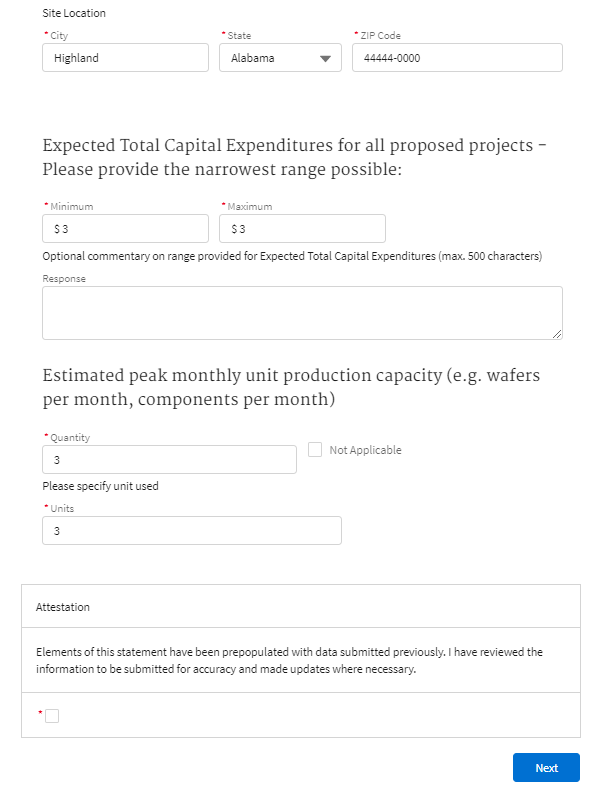 Site Location
* City * State * ZIP Code
Highland Alabama 44444-0000
Expected Total Capital Expenditures for all proposed projects -
Please provide the narrowest range possible:
* Minimum * Maximum
$ 3 $ 3
Optional commentary on range provided for Expected Total Capital Expenditures (max. 500 characters)
Response
Estimated peak monthly unit production capacity (e.g. wafers
per month, components per month)
* Quantity
3 Not Applicable
Please specify unit used
* Units
3
Attestation
Elements of this statement have been prepopulated with data submitted previously. I have reviewed the
information to be submitted for accuracy and made updates where necessary.
*
Next